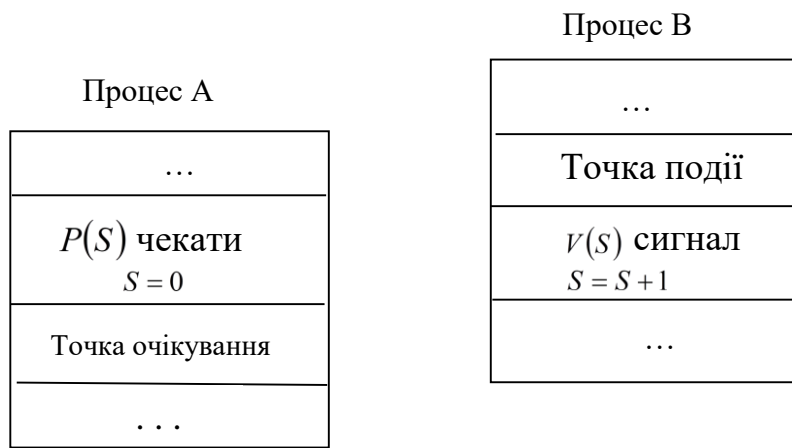 Процес А
…
P(S) чекати
S = 0
Точка очікування
. . .
Процес В
…
Точка події
V(S) сигнал
S = S + 1
…